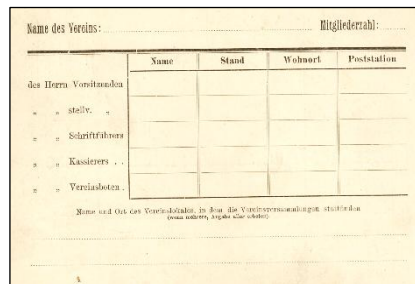 Name des Vereins: Mitgliederzahl:
Name Stand Wohnort Poststation
des Herrn Vorsitzenden
" " stellv. "
" " Schriftführers
" " Kassierers . .
" " Vereinsboten .
Name und Ort des Vereinslokales, in dem die Vereinsversammlungen stattfinden
(wenn mehrere, Angabe aller erbeten)